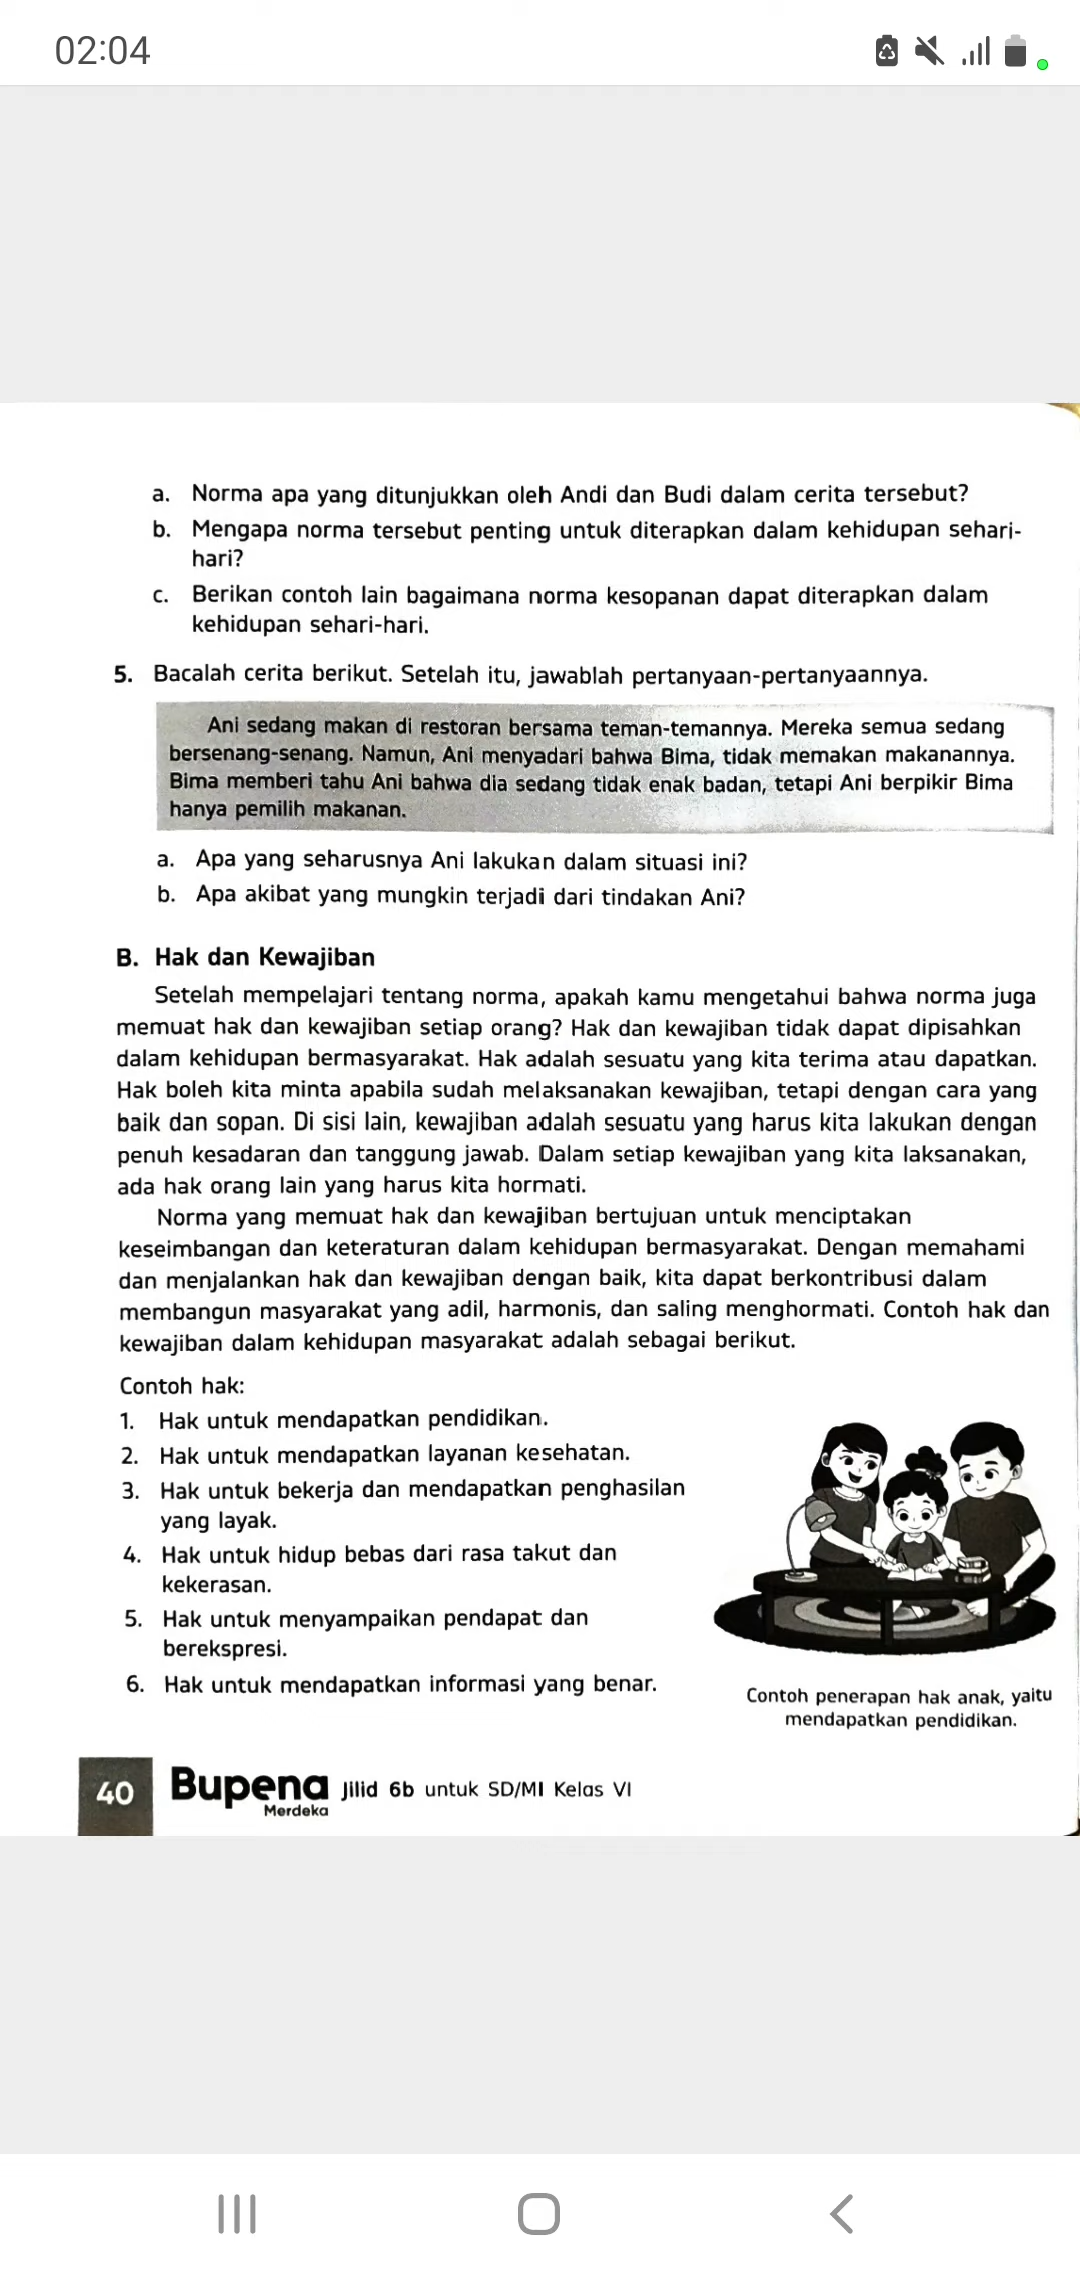 02:04
a. Norma apa yang ditunjukkan oleh Andi dan Budi dalam cerita tersebut?
b. Mengapa norma tersebut penting untuk diterapkan dalam kehidupan sehari-
hari?
c. Berikan contoh lain bagaimana norma kesopanan dapat diterapkan dalam
kehidupan sehari-hari.
5. Bacalah cerita berikut. Setelah itu, jawablah pertanyaan-pertanyaannya.
Ani sedang makan di restoran bersama teman-temannya. Mereka semua sedang
bersenang-senang. Namun, Ani menyadari bahwa Bima, tidak memakan makanannya.
Bima memberi tahu Ani bahwa dia sedang tidak enak badan, tetapi Ani berpikir Bima
hanya pemilih makanan.
a. Apa yang seharusnya Ani lakukan dalam situasi ini?
b. Apa akibat yang mungkin terjadi dari tindakan Ani?
B. Hak dan Kewajiban
Setelah mempelajari tentang norma, apakah kamu mengetahui bahwa norma juga
memuat hak dan kewajiban setiap orang? Hak dan kewajiban tidak dapat dipisahkan
dalam kehidupan bermasyarakat. Hak adalah sesuatu yang kita terima atau dapatkan.
Hak boleh kita minta apabila sudah melaksanakan kewajiban, tetapi dengan cara yang
baik dan sopan. Di sisi lain, kewajiban adalah sesuatu yang harus kita lakukan dengan
penuh kesadaran dan tanggung jawab. Dalam setiap kewajiban yang kita laksanakan,
ada hak orang lain yang harus kita hormati.
Norma yang memuat hak dan kewajiban bertujuan untuk menciptakan
keseimbangan dan keteraturan dalam kehidupan bermasyarakat. Dengan memahami
dan menjalankan hak dan kewajiban dengan baik, kita dapat berkontribusi dalam
membangun masyarakat yang adil, harmonis, dan saling menghormati. Contoh hak dan
kewajiban dalam kehidupan masyarakat adalah sebagai berikut.
Contoh hak:
1. Hak untuk mendapatkan pendidikan.
2. Hak untuk mendapatkan layanan kesehatan.
3. Hak untuk bekerja dan mendapatkan penghasilan
yang layak.
4. Hak untuk hidup bebas dari rasa takut dan
kekerasan.
5. Hak untuk menyampaikan pendapat dan
berekspresi.
6. Hak untuk mendapatkan informasi yang benar.
Contoh penerapan hak anak, yaitu
mendapatkan pendidikan.
40 Bupena Jilid 6b untuk SD/MI Kelas VI
Merdeka